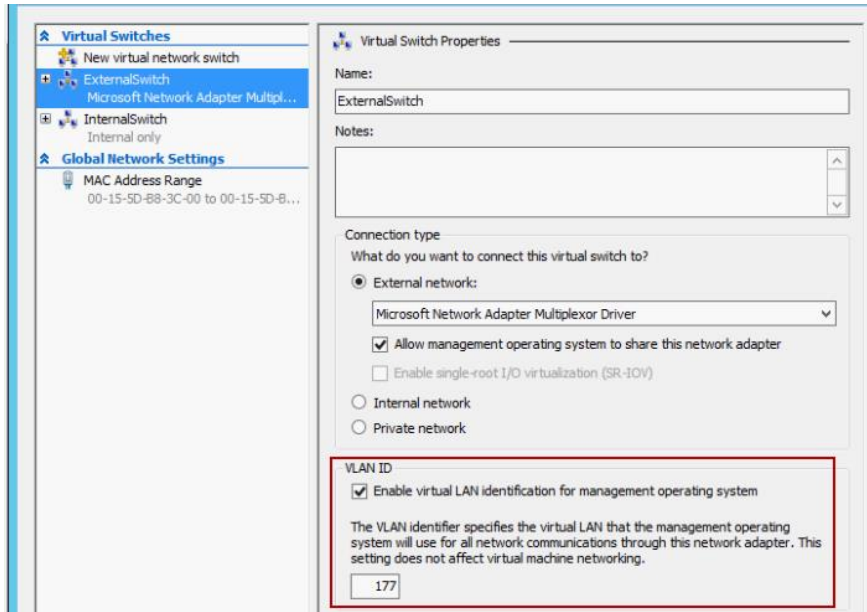 Virtual Switches
New virtual network switch
ExternalSwitch
Microsoft Network Adapter Multipl...
InternalSwitch
Internal only
Global Network Settings
MAC Address Range
00-15-5D-B8-3C-00 to 00-15-5D-B...
Virtual Switch Properties
Name:
ExternalSwitch
Notes:
Connection type
What do you want to connect this virtual switch to?
External network:
Microsoft Network Adapter Multiplexor Driver
Allow management operating system to share this network adapter
Enable single-root I/O virtualization (SR-IOV)
Internal network
Private network
VLAN ID
Enable virtual LAN identification for management operating system
The VLAN identifier specifies the virtual LAN that the management operating
system will use for all network communications through this network adapter. This
setting does not affect virtual machine networking.
177